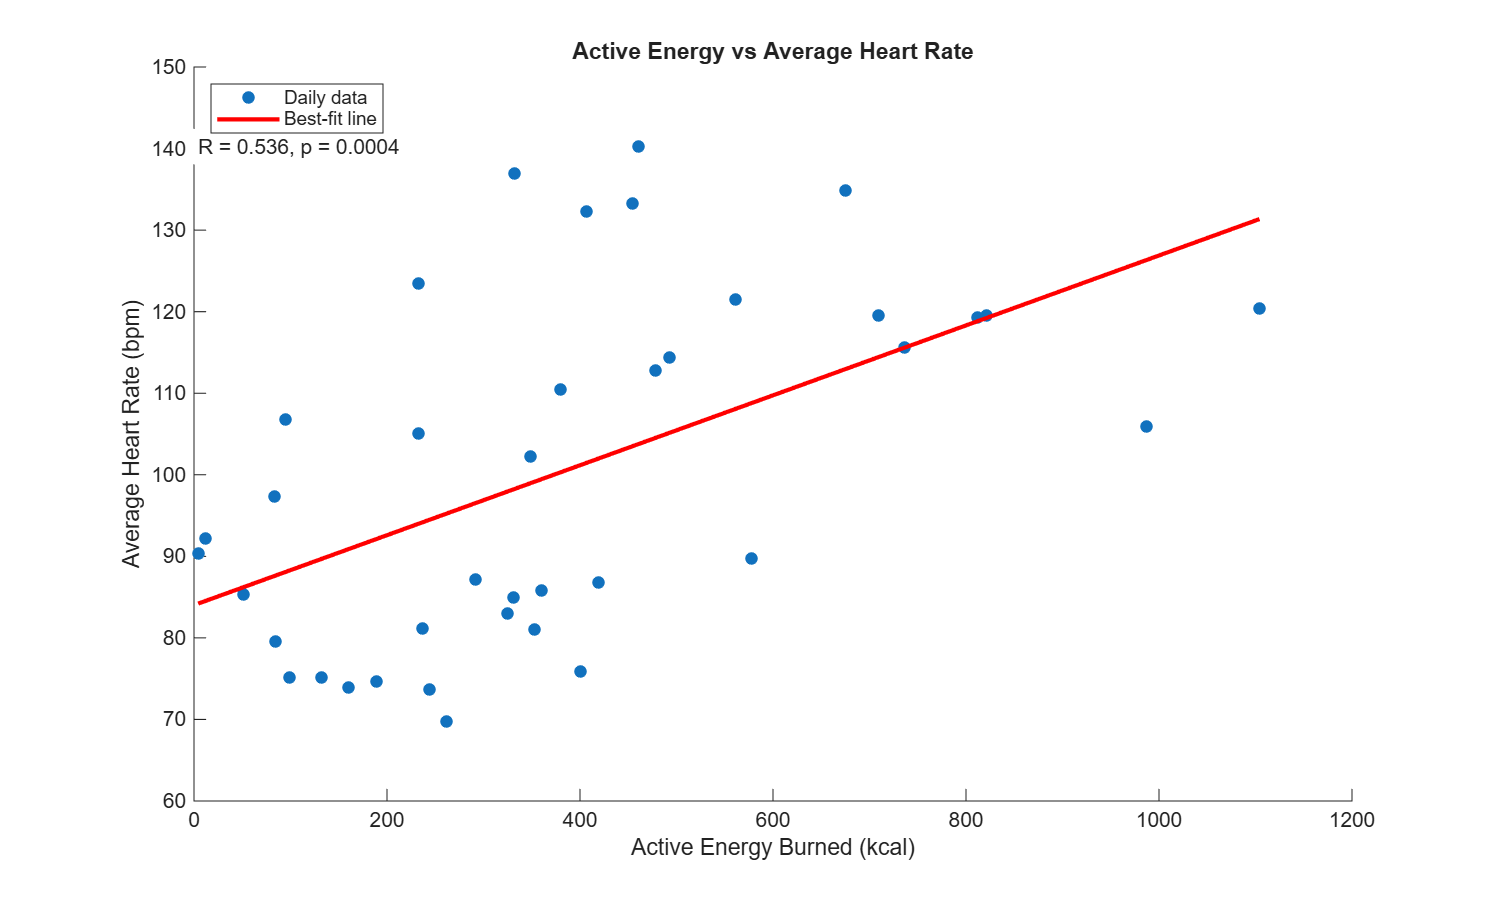 Active Energy vs Average Heart Rate
150
Daily data
Best-fit line
140
R = 0.536, p = 0.0004
130
120
110
100
90
80
70
60
Average Heart Rate (bpm)
0 200 400 600 800 1000 1200
Active Energy Burned (kcal)